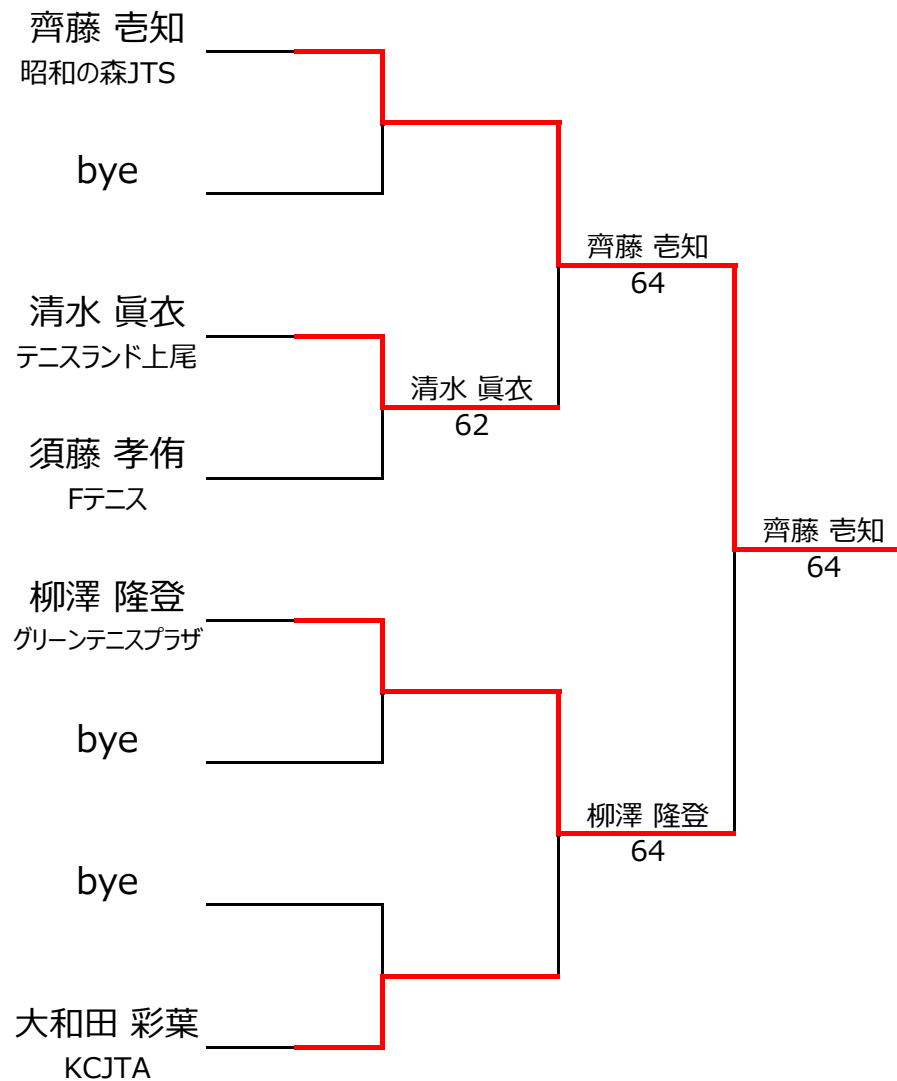 齊藤 壱知
昭和の森JTS
bye
齊藤 壱知
64
清水 眞衣
テニスランド上尾
清水 眞衣
62
須藤 孝侑
Fテニス
齊藤 壱知
64
柳澤 隆登
グリーンテニスプラザ
bye
柳澤 隆登
64
bye
大和田 彩葉
KCJTA